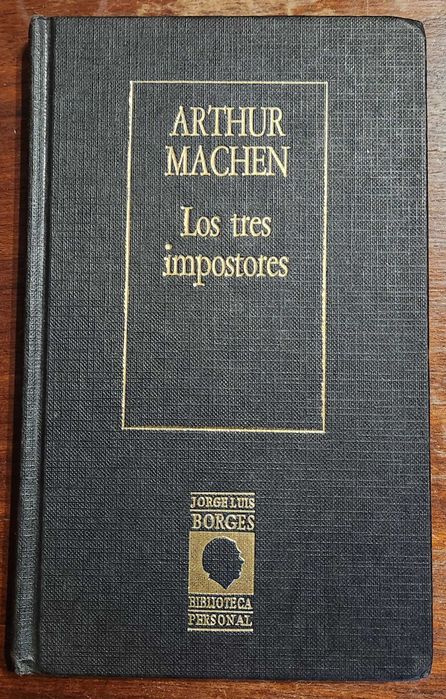 ARTHUR
MACHEN
Los tres
impostores
JORGE LUIS
BORGES
BIBLIOTECA
PERSONAL